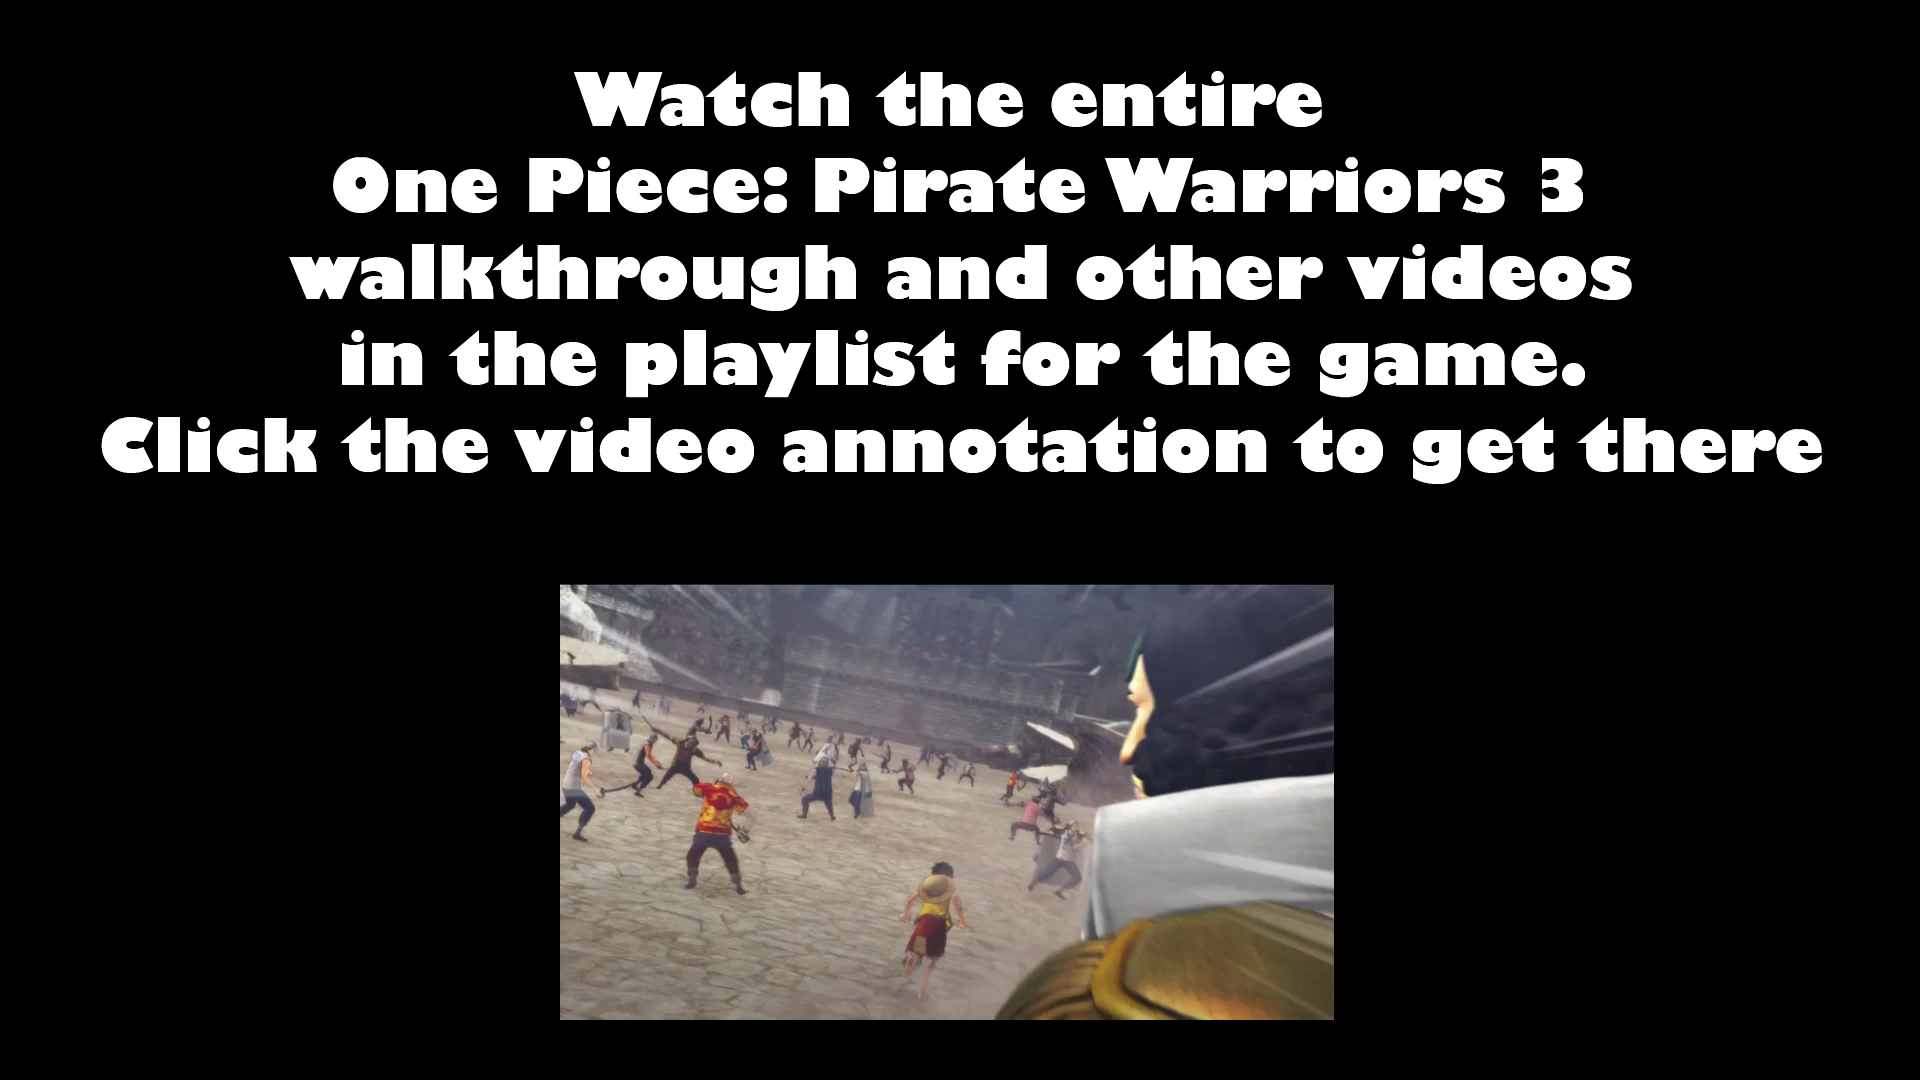 Watch the entire
One Piece: Pirate Warriors 3
walkthrough and other videos
in the playlist for the game.
Click the video annotation to get there